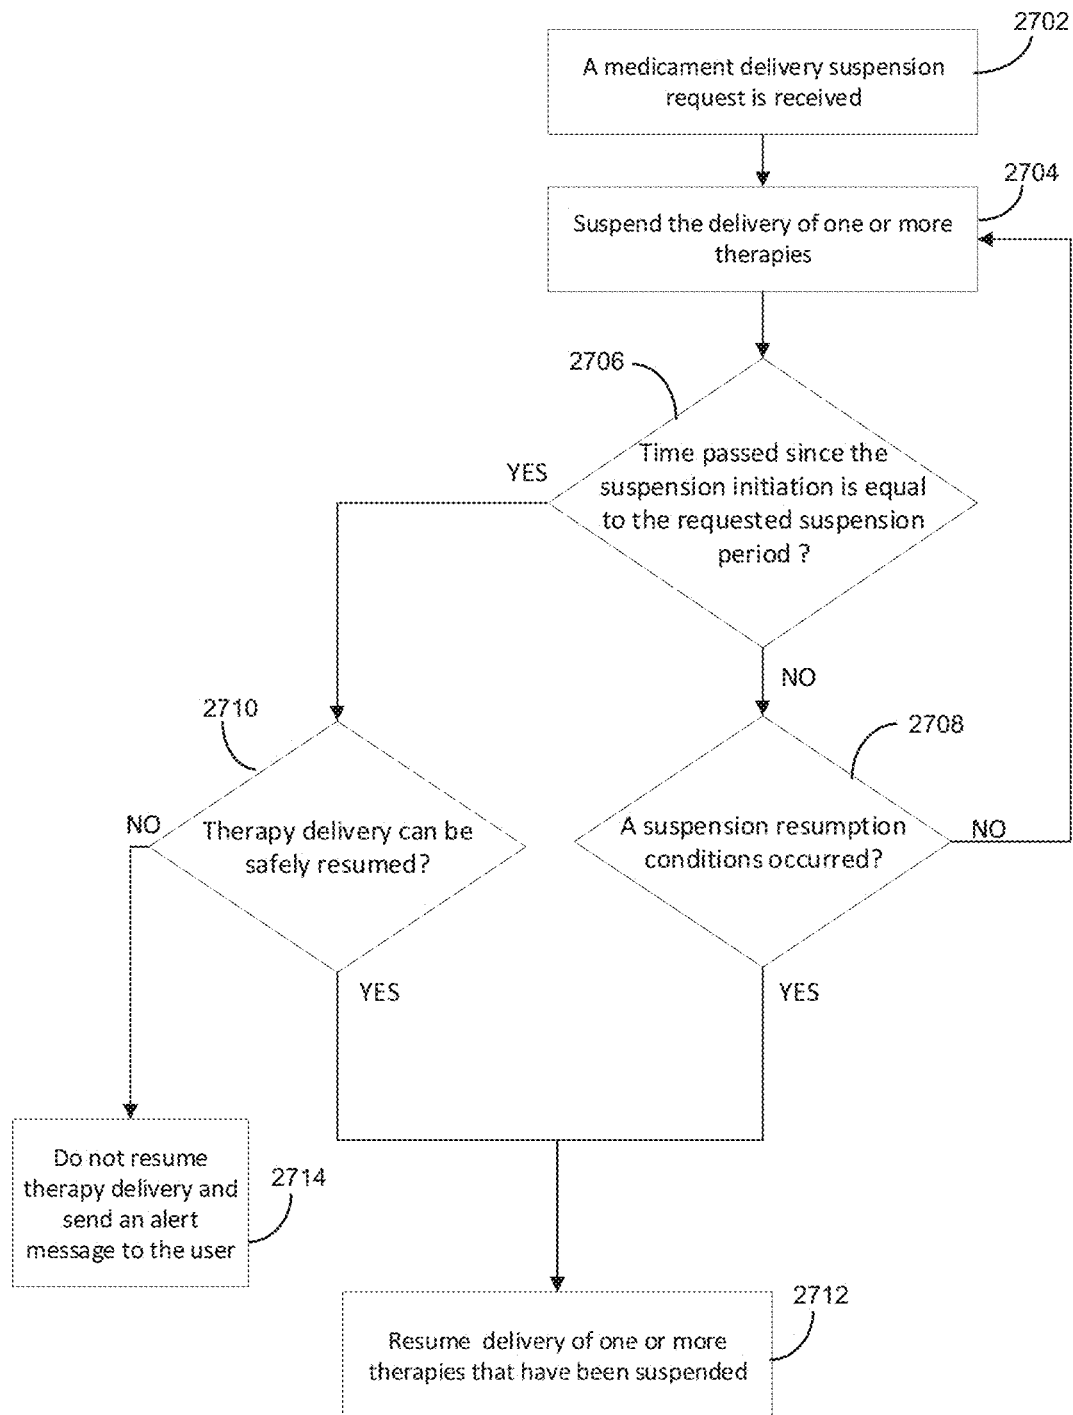 2702
A medicament delivery suspension
request is received
2704
Suspend the delivery of one or more
therapies
2706
Time passed since the
suspension initiation is equal
to the requested suspension
period ?
YES
NO
2710
2708
NO
Therapy delivery can be
safely resumed?
A suspension resumption
conditions occurred?
NO
YES
YES
Do not resume
therapy delivery and
send an alert
message to the user
2714
2712
Resume delivery of one or more
therapies that have been suspended